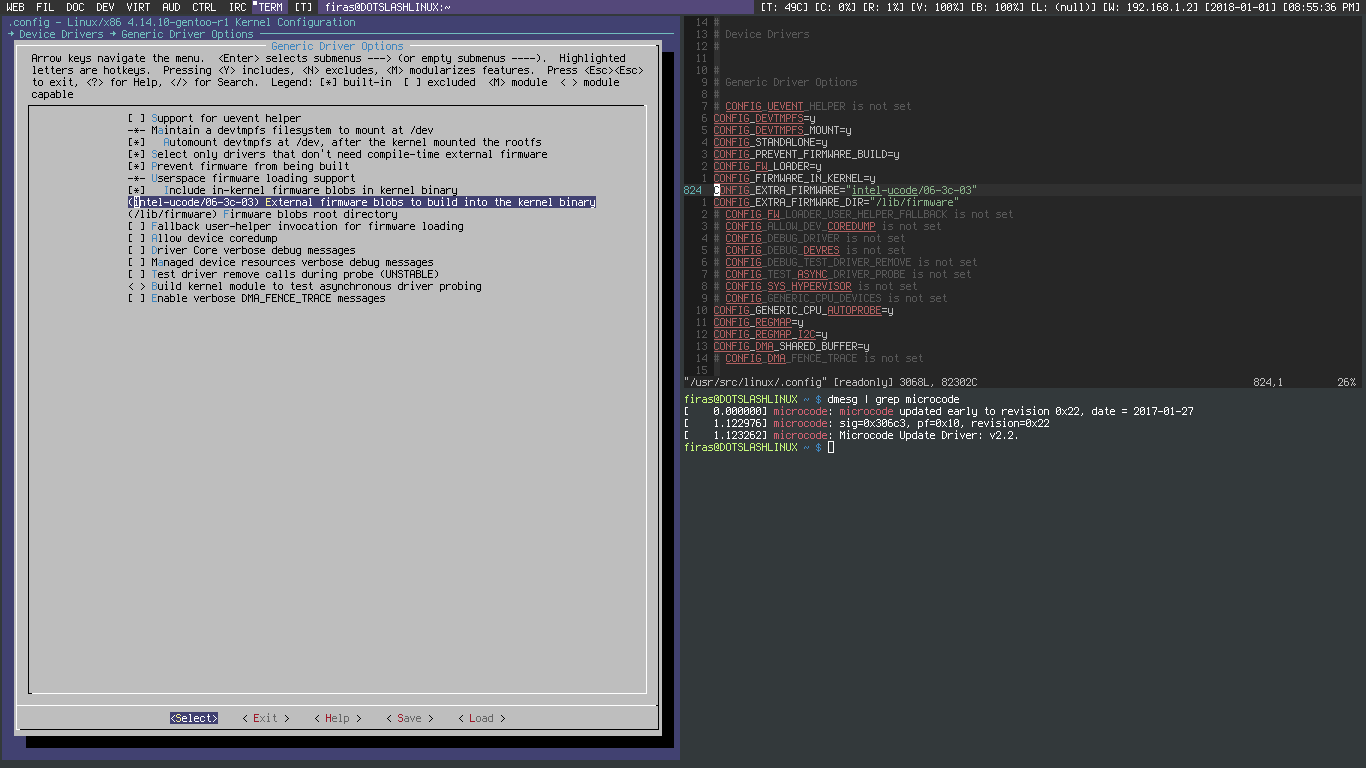 WEB FIL DOC DEV VIRT AUD CTRL IRC TERM [T] firas@DOTSLASHLINUX:~ [T: 49C] [C: 0%] [R: 1%] [V: 100%] [B: 100%] [L: (null)] [W: 192.168.1.2] [2018-01-01] [08:55:36 PM]
.config - Linux/x86 4.14.10-gentoo-r1 Kernel Configuration
→ Device Drivers → Generic Driver Options
Generic Driver Options
Arrow keys navigate the menu.  <Enter> selects submenus ---> (or empty submenus ----).  Highlighted
letters are hotkeys.  Pressing <Y> includes, <N> excludes, <M> modularizes features.  Press <Esc><Esc>
to exit, <?> for Help, </> for Search.  Legend: [*] built-in  [ ] excluded  <M> module  < > module
capable
[ ] Support for uevent helper
-*- Maintain a devtmpfs filesystem to mount at /dev
[*]   Automount devtmpfs at /dev, after the kernel mounted the rootfs
[*] Select only drivers that don't need compile-time external firmware
[*] Prevent firmware from being built
-*- Userspace firmware loading support
[*]   Include in-kernel firmware blobs in kernel binary
(intel-ucode/06-3c-03) External firmware blobs to build into the kernel binary
(/lib/firmware) Firmware blobs root directory
[ ] Fallback user-helper invocation for firmware loading
[ ] Allow device coredump
[ ] Driver Core verbose debug messages
[ ] Managed device resources verbose debug messages
[ ] Test driver remove calls during probe (UNSTABLE)
< > Build kernel module to test asynchronous driver probing
[ ] Enable verbose DMA_FENCE_TRACE messages
<Select> < Exit > < Help > < Save > < Load >
14 #
13 # Device Drivers
12 #
11
10 #
9 # Generic Driver Options
8 #
7 # CONFIG_UEVENT_HELPER is not set
6 CONFIG_DEVTMPFS=y
5 CONFIG_DEVTMPFS_MOUNT=y
4 CONFIG_STANDALONE=y
3 CONFIG_PREVENT_FIRMWARE_BUILD=y
2 CONFIG_FW_LOADER=y
1 CONFIG_FIRMWARE_IN_KERNEL=y
824 CONFIG_EXTRA_FIRMWARE="intel-ucode/06-3c-03"
1 CONFIG_EXTRA_FIRMWARE_DIR="/lib/firmware"
2 # CONFIG_FW_LOADER_USER_HELPER_FALLBACK is not set
3 # CONFIG_ALLOW_DEV_COREDUMP is not set
4 # CONFIG_DEBUG_DRIVER is not set
5 # CONFIG_DEBUG_DEVRES is not set
6 # CONFIG_DEBUG_TEST_DRIVER_REMOVE is not set
7 # CONFIG_TEST_ASYNC_DRIVER_PROBE is not set
8 # CONFIG_SYS_HYPERVISOR is not set
9 # CONFIG_GENERIC_CPU_DEVICES is not set
10 CONFIG_GENERIC_CPU_AUTOPROBE=y
11 CONFIG_REGMAP=y
12 CONFIG_REGMAP_I2C=y
13 CONFIG_DMA_SHARED_BUFFER=y
14 # CONFIG_DMA_FENCE_TRACE is not set
15
"/usr/src/linux/.config" [readonly] 3068L, 82302C 824,1 26%
firas@DOTSLASHLINUX ~ $ dmesg | grep microcode
[    0.000000] microcode: microcode updated early to revision 0x22, date = 2017-01-27
[    1.122976] microcode: sig=0x306c3, pf=0x10, revision=0x22
[    1.123262] microcode: Microcode Update Driver: v2.2.
firas@DOTSLASHLINUX ~ $